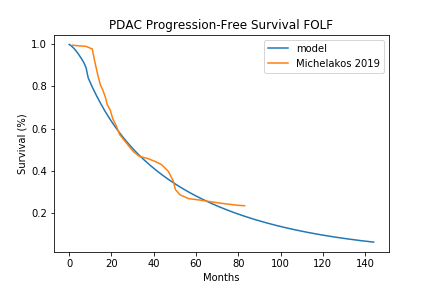 PDAC Progression-Free Survival FOLF
model
Michelakos 2019
Survival (%)
1.0
0.8
0.6
0.4
0.2
0 20 40 60 80 100 120 140
Months